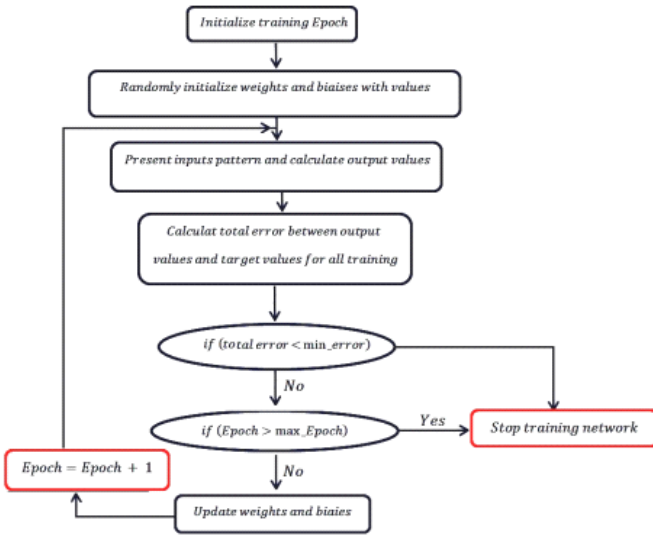 Initialize training Epoch
Randomly initialize weights and biaises with values
Present inputs pattern and calculate output values
Calculat total error between output
values and target values for all training
if (total error < min_error)
No
if (Epoch > max_Epoch)
Yes
Stop training network
Epoch = Epoch + 1
No
Update weights and biaies